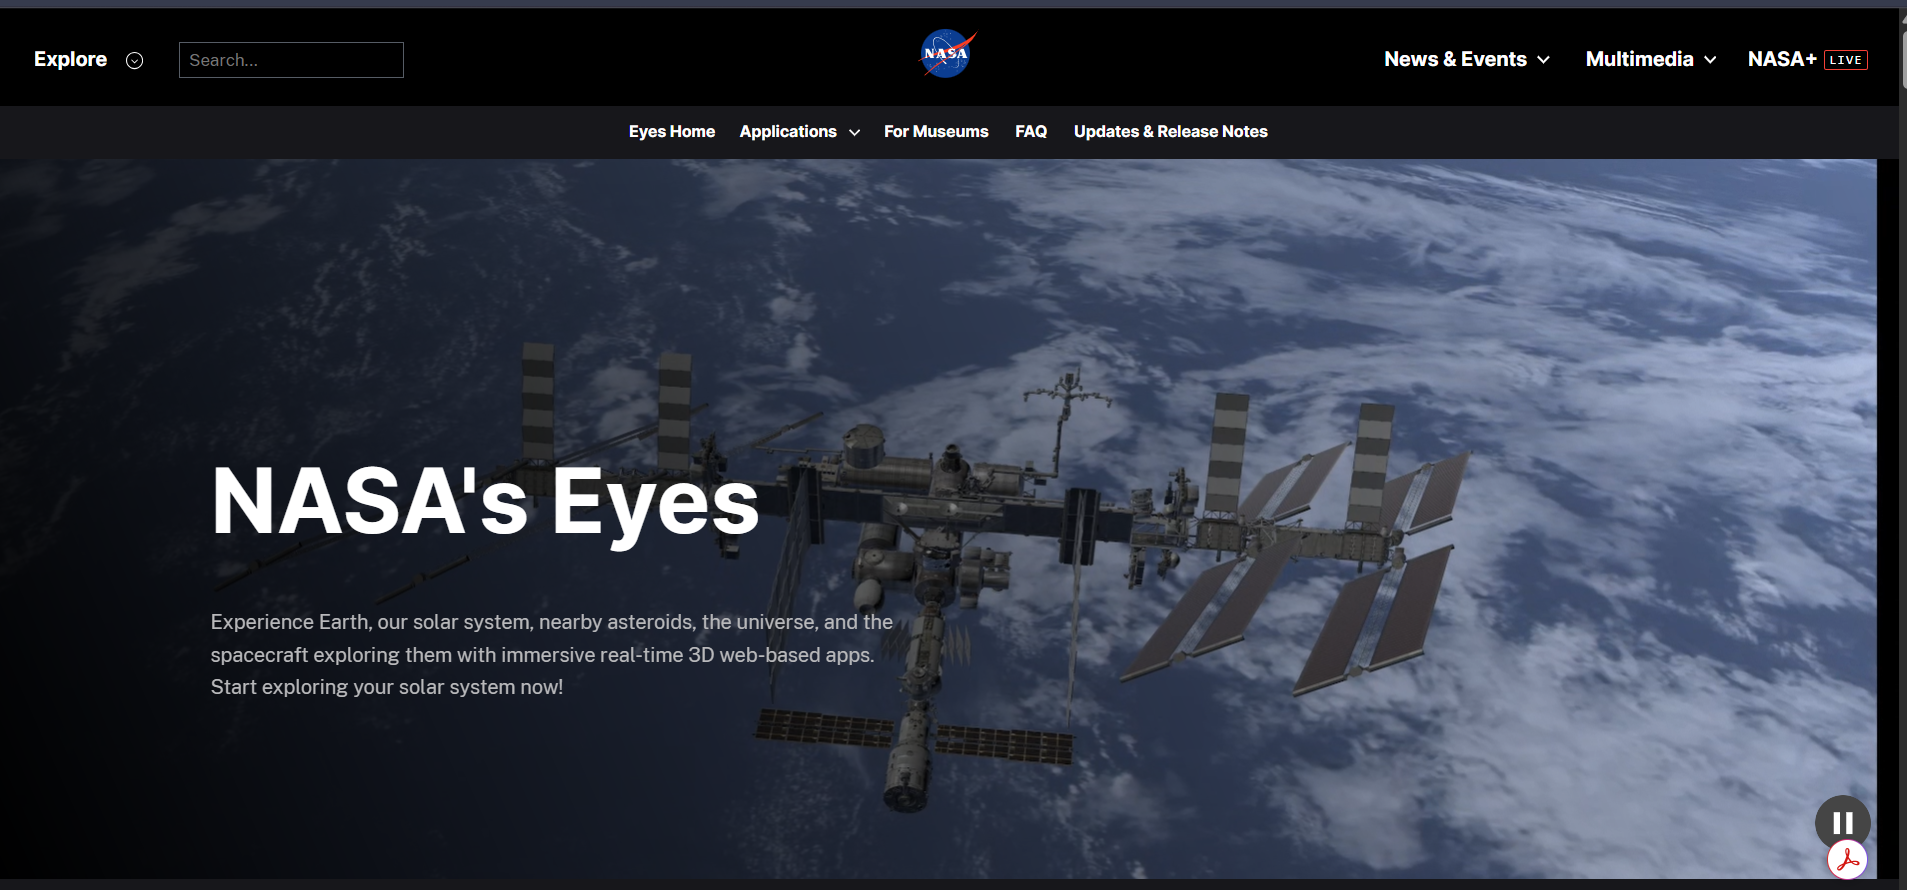 Explore
Search...
NASA
News & Events
Multimedia
NASA+ LIVE
Eyes Home
Applications
For Museums
FAQ
Updates & Release Notes
NASA's Eyes
Experience Earth, our solar system, nearby asteroids, the universe, and the
spacecraft exploring them with immersive real-time 3D web-based apps.
Start exploring your solar system now!